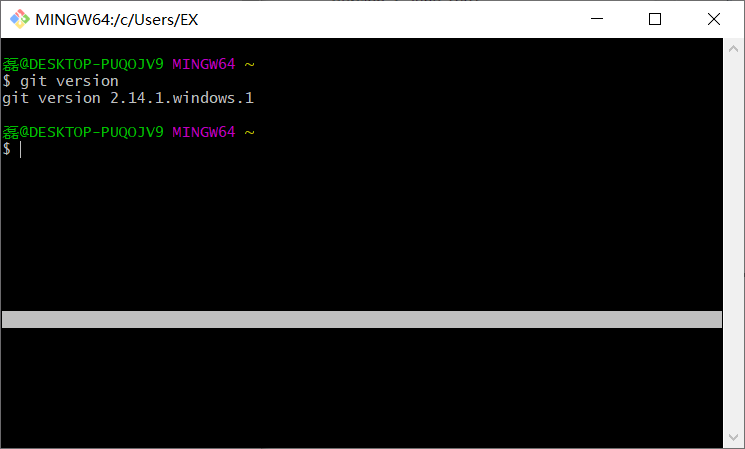 MINGW64:/c/Users/EX
磊@DESKTOP-PUQOJV9 MINGW64 ~
$ git version
git version 2.14.1.windows.1
磊@DESKTOP-PUQOJV9 MINGW64 ~
$